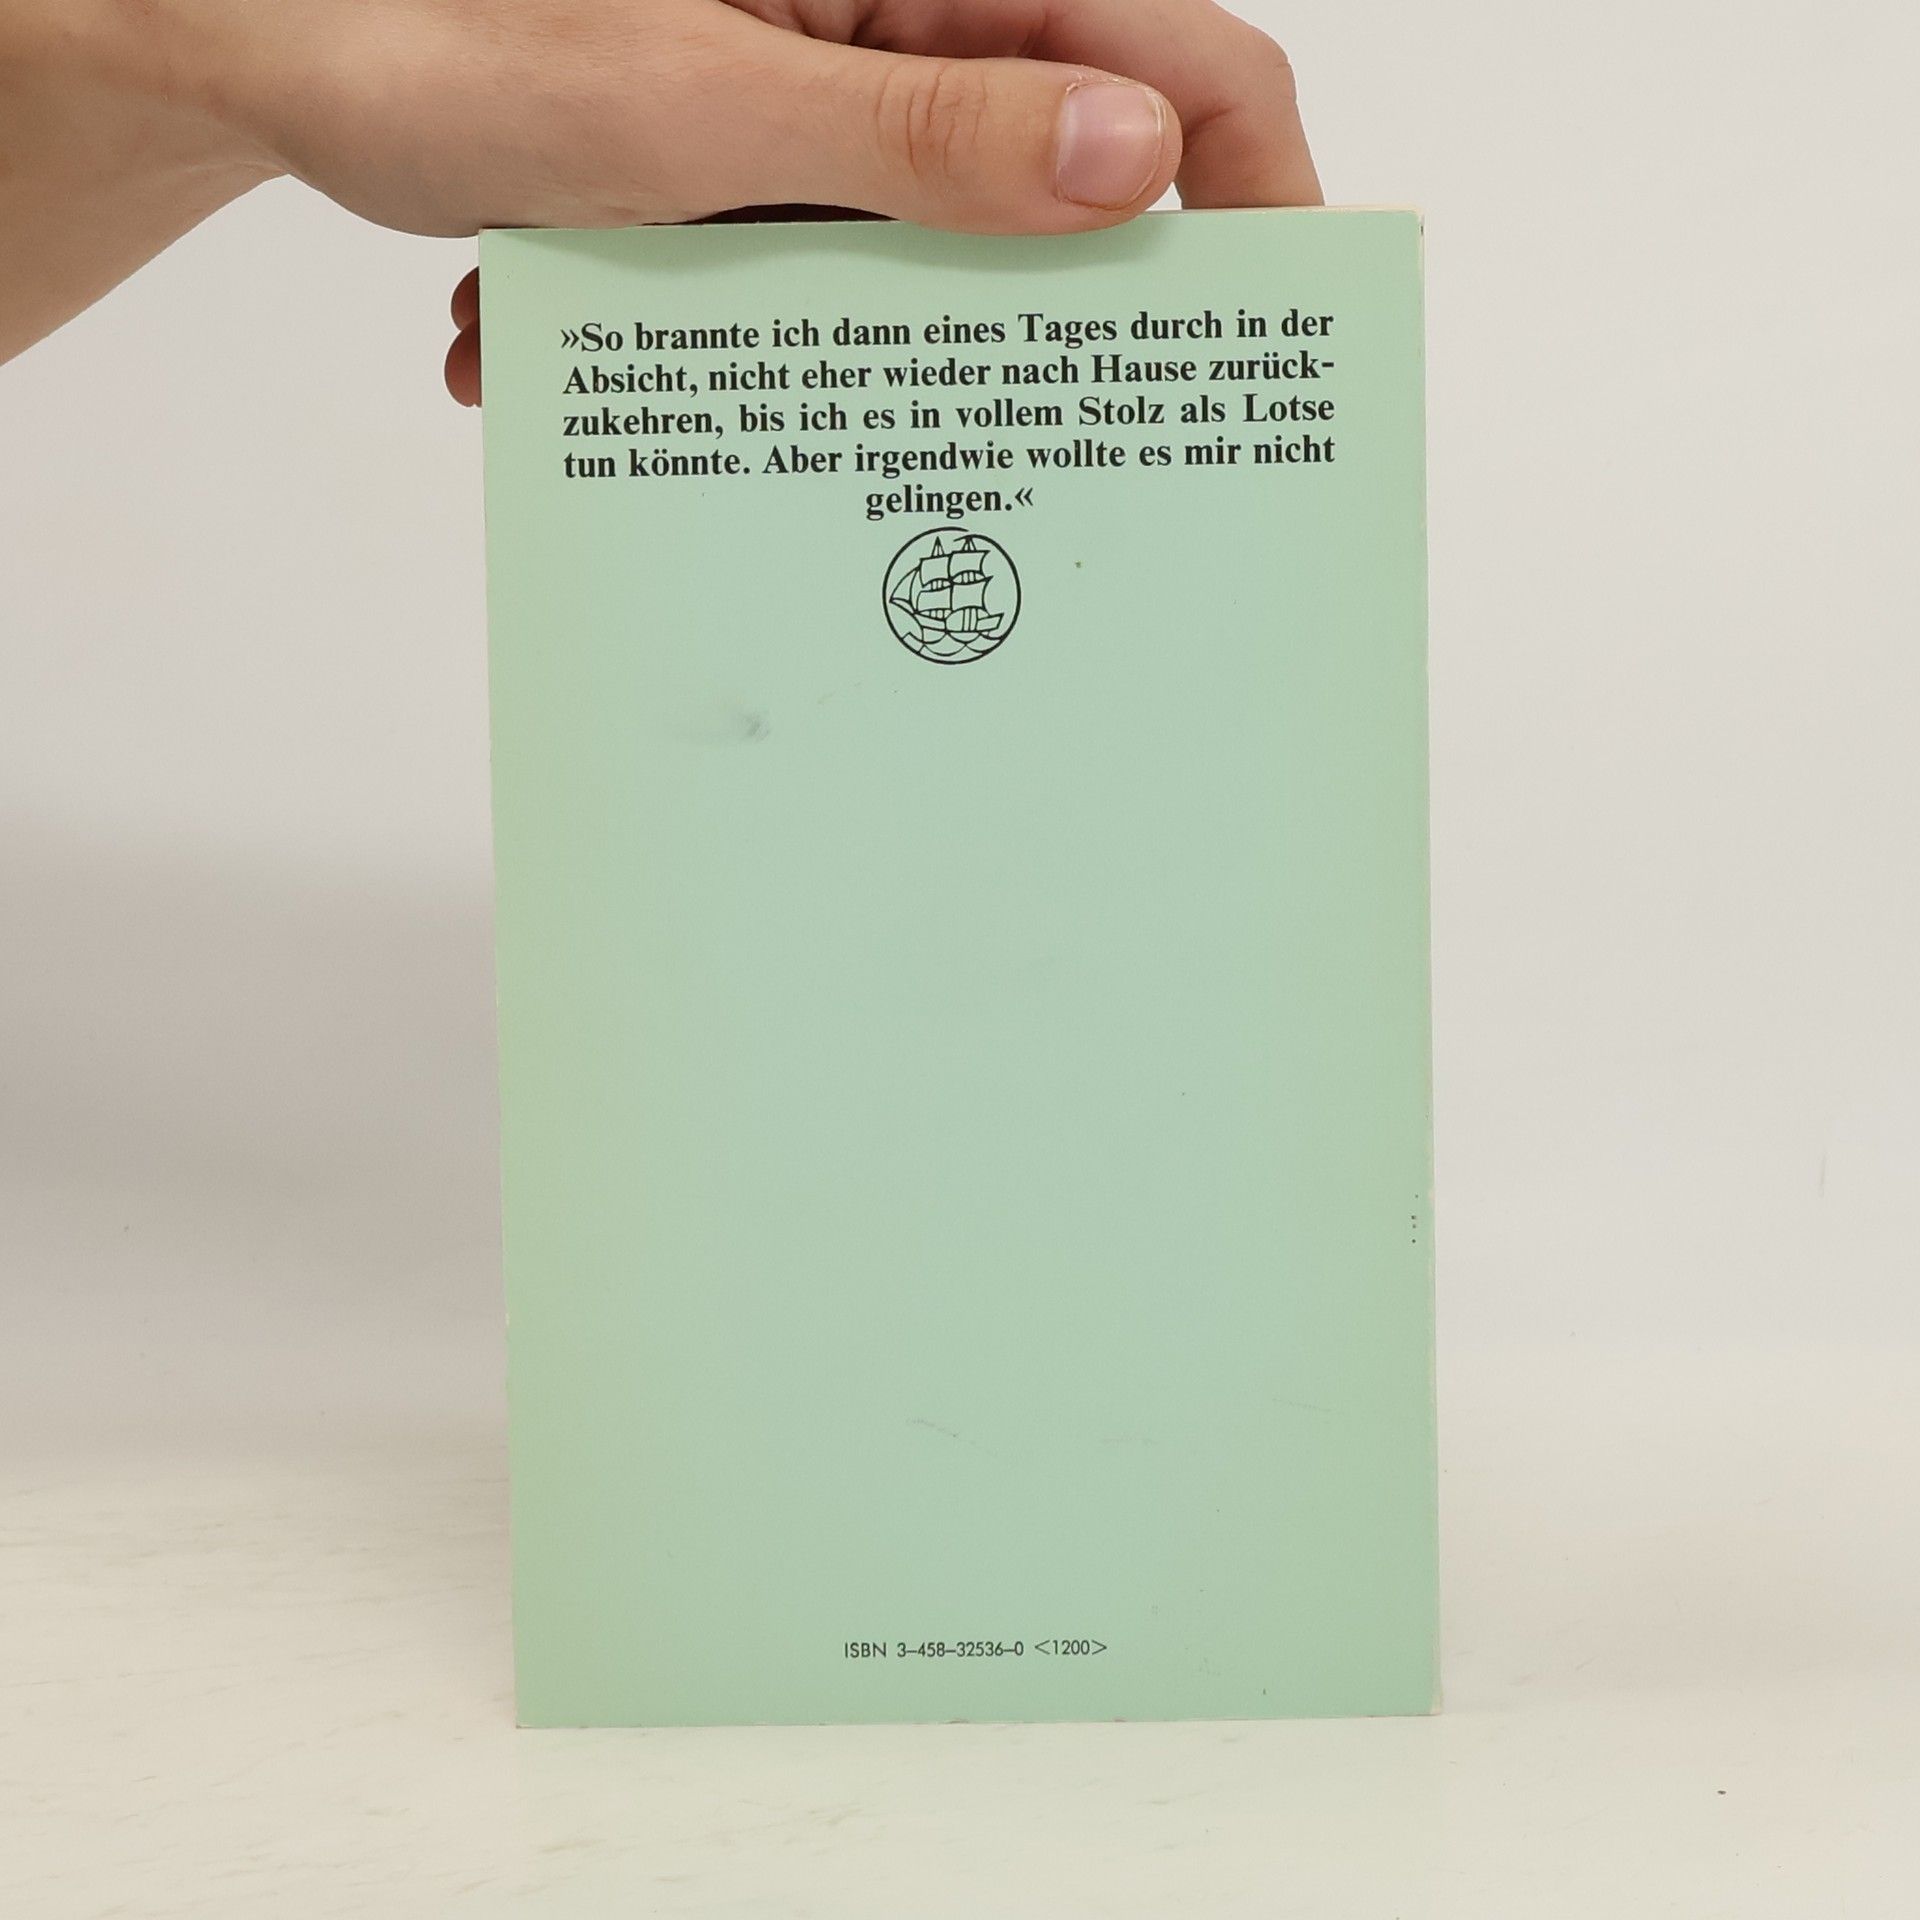 »So brannte ich dann eines Tages durch in der
Absicht, nicht eher wieder nach Hause zurück-
zukehren, bis ich es in vollem Stolz als Lotse
tun könnte. Aber irgendwie wollte es mir nicht
gelingen.«
ISBN 3–458–32536–0 <1200>